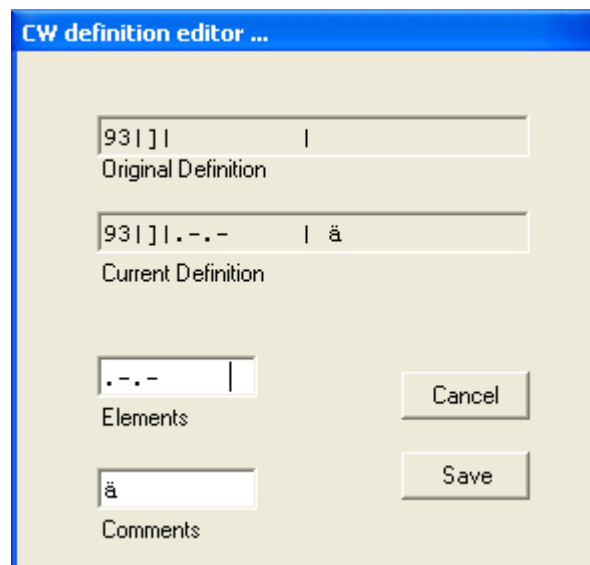 CW definition editor ...
93|]|          |
Original Definition
93|]|.-.-      | ä
Current Definition
.-.-
Elements
Cancel
ä
Comments
Save